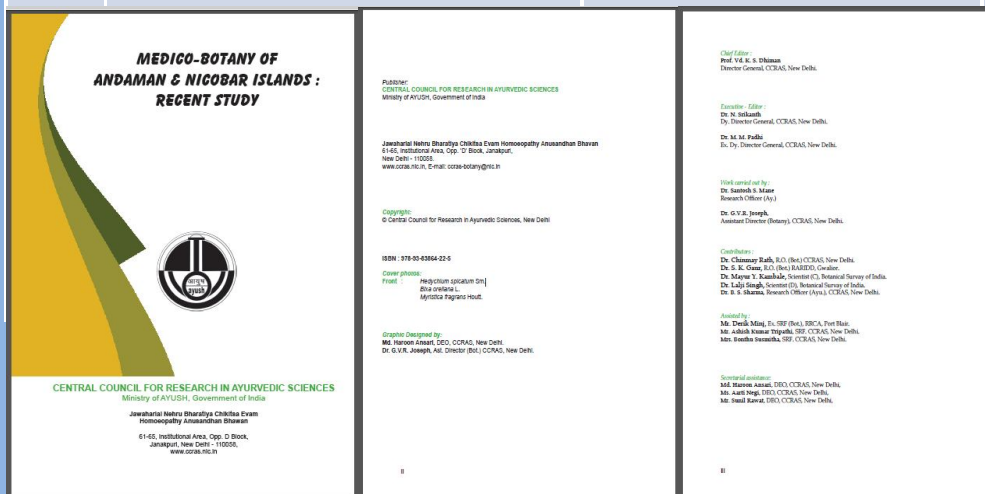 MEDICO-BOTANY OF
ANDAMAN & NICOBAR ISLANDS :
RECENT STUDY
आयुष
ayush
CENTRAL COUNCIL FOR RESEARCH IN AYURVEDIC SCIENCES
Ministry of AYUSH, Government of India
Jawaharlal Nehru Bharatiya Chikitsa Evam
Homoeopathy Anusandhan Bhawan
61-65, Institutional Area, Opp. D Block,
Janakpuri, New Delhi - 110058,
www.ccras.nic.in
Publisher:
CENTRAL COUNCIL FOR RESEARCH IN AYURVEDIC SCIENCES
Ministry of AYUSH, Government of India
Jawaharlal Nehru Bharatiya Chikitsa Evam Homoeopathy Anusandhan Bhavan
61-65, Institutional Area, Opp. 'D' Block, Janakpuri,
New Delhi - 110058.
www.ccras.nic.in, E-mail: ccras-botany@nic.in
Copyright:
© Central Council for Research in Ayurvedic Sciences, New Delhi
ISBN : 978-93-83864-22-5
Cover photos:
Front : Hedychium spicatum Sm.
Bixa orellana L.
Myristica fragrans Houtt.
Graphic Designed by:
Md. Haroon Ansari, DEO, CCRAS, New Delhi.
Dr. G.V.R. Joseph, Ast. Director (Bot.) CCRAS, New Delhi.
II
Chief Editor :
Prof. Vd. K. S. Dhiman
Director General, CCRAS, New Delhi.
Executive - Editor :
Dr. N. Srikanth
Dy. Director General, CCRAS, New Delhi.
Dr. M. M. Padhi
Ex. Dy. Director General, CCRAS, New Delhi.
Work carried out by :
Dr. Santosh S. Mane
Research Officer (Ay.)
Dr. G.V.R. Joseph,
Assistant Director (Botany), CCRAS, New Delhi.
Contributors :
Dr. Chinmay Rath, R.O. (Bot.) CCRAS, New Delhi.
Dr. S. K. Gaur, R.O. (Bot.) RARIDD, Gwalior.
Dr. Mayur Y. Kambale, Scientist (C), Botanical Survey of India.
Dr. Lalji Singh, Scientist (D), Botanical Survey of India.
Dr. B. S. Sharma, Research Officer (Ayu.), CCRAS, New Delhi.
Assisted by :
Mr. Derik Minj, Ex. SRF (Bot.), RRCA, Port Blair.
Mr. Ashish Kumar Tripathi, SRF. CCRAS, New Delhi.
Mrs. Bonthu Susmitha, SRF. CCRAS, New Delhi.
Secretarial assistance:
Md. Haroon Ansari, DEO, CCRAS, New Delhi,
Ms. Aarti Negi, DEO, CCRAS, New Delhi,
Mr. Sunil Rawat, DEO, CCRAS, New Delhi,
III